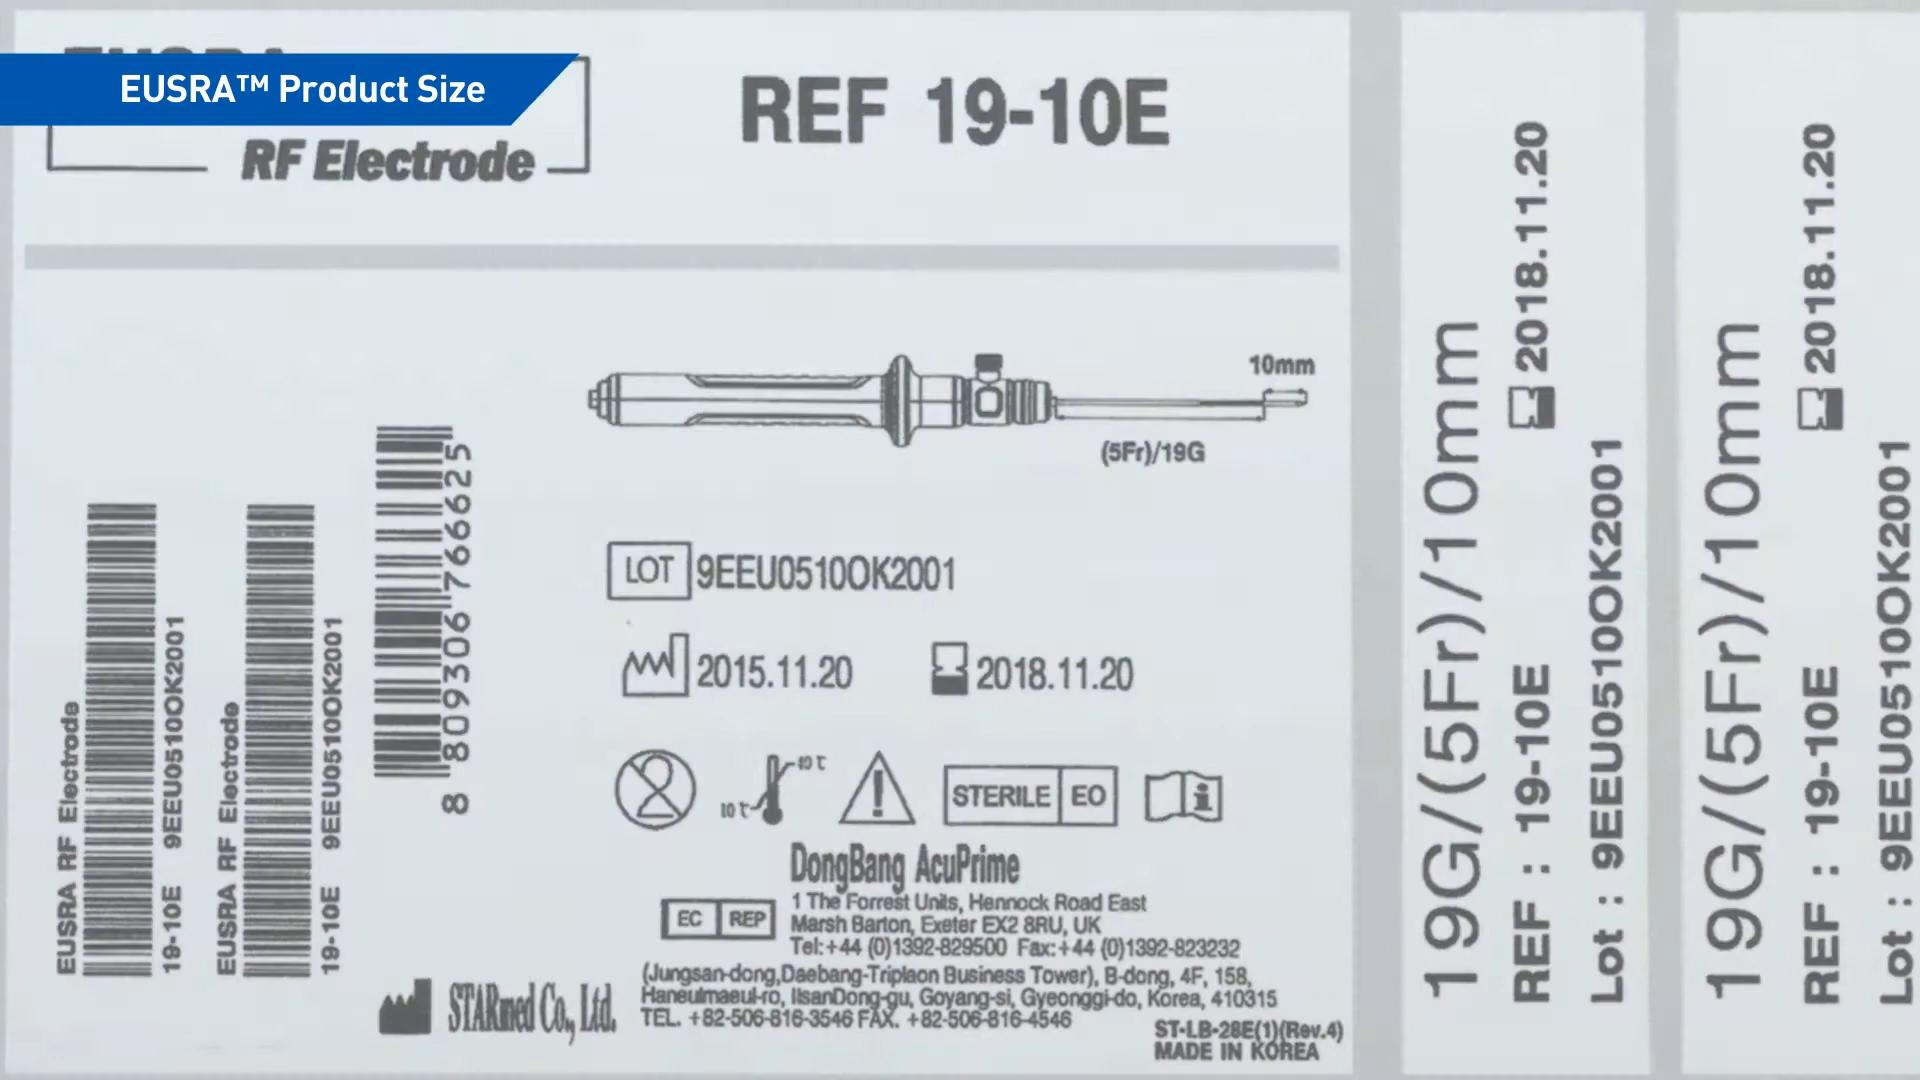 EUSRA™ Product Size
EUSRA
RF Electrode
REF 19-10E
10mm
(5Fr)/19G
LOT 9EEU0510OK2001
2015.11.20
2018.11.20
10℃
40℃
STERILE EO
DongBang AcuPrime
EC REP
1 The Forrest Units, Hennock Road East
Marsh Barton, Exeter EX2 8RU, UK
Tel:+44 (0)1392-829500 Fax:+44 (0)1392-823232
STARmed Co., Ltd.
(Jungsan-dong,Daebang-Triplaon Business Tower), B-dong, 4F, 158,
Haneulmaeul-ro, IlsanDong-gu, Goyang-si, Gyeonggi-do, Korea, 410315
TEL. +82-506-816-3546 FAX. +82-506-816-4546
ST-LB-28E(1)(Rev.4)
MADE IN KOREA
EUSRA RF Electrode
19-10E 9EEU0510OK2001
EUSRA RF Electrode
19-10E 9EEU0510OK2001
8 809306 766625
19G/(5Fr)/10mm
REF : 19-10E 2018.11.20
Lot : 9EEU0510OK2001
19G/(5Fr)/10mm
REF : 19-10E 2018.11.20
Lot : 9EEU0510OK2001